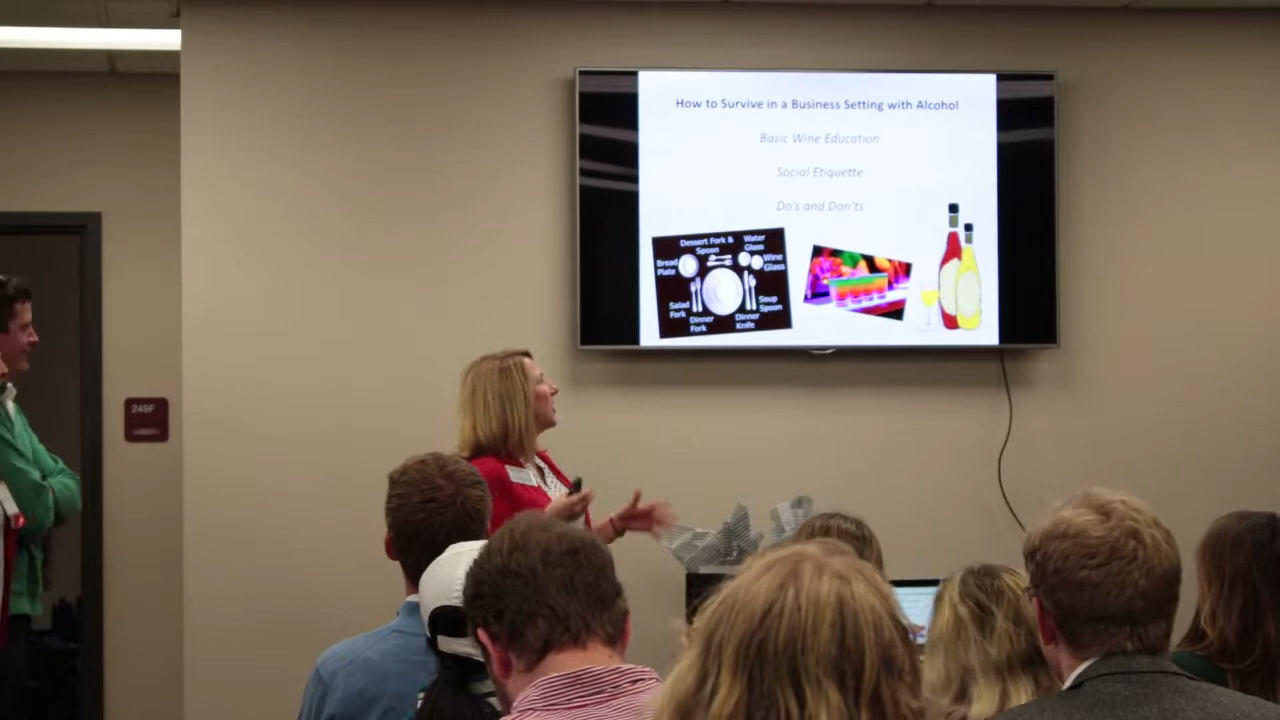 How to Survive in a Business Setting with Alcohol
Basic Wine Education
Social Etiquette
Do's and Don'ts
Dessert Fork &
Spoon
Water
Glass
Bread
Plate
Wine
Glass
Salad
Fork
Dinner
Fork
Dinner
Knife
Soup
Spoon
249F